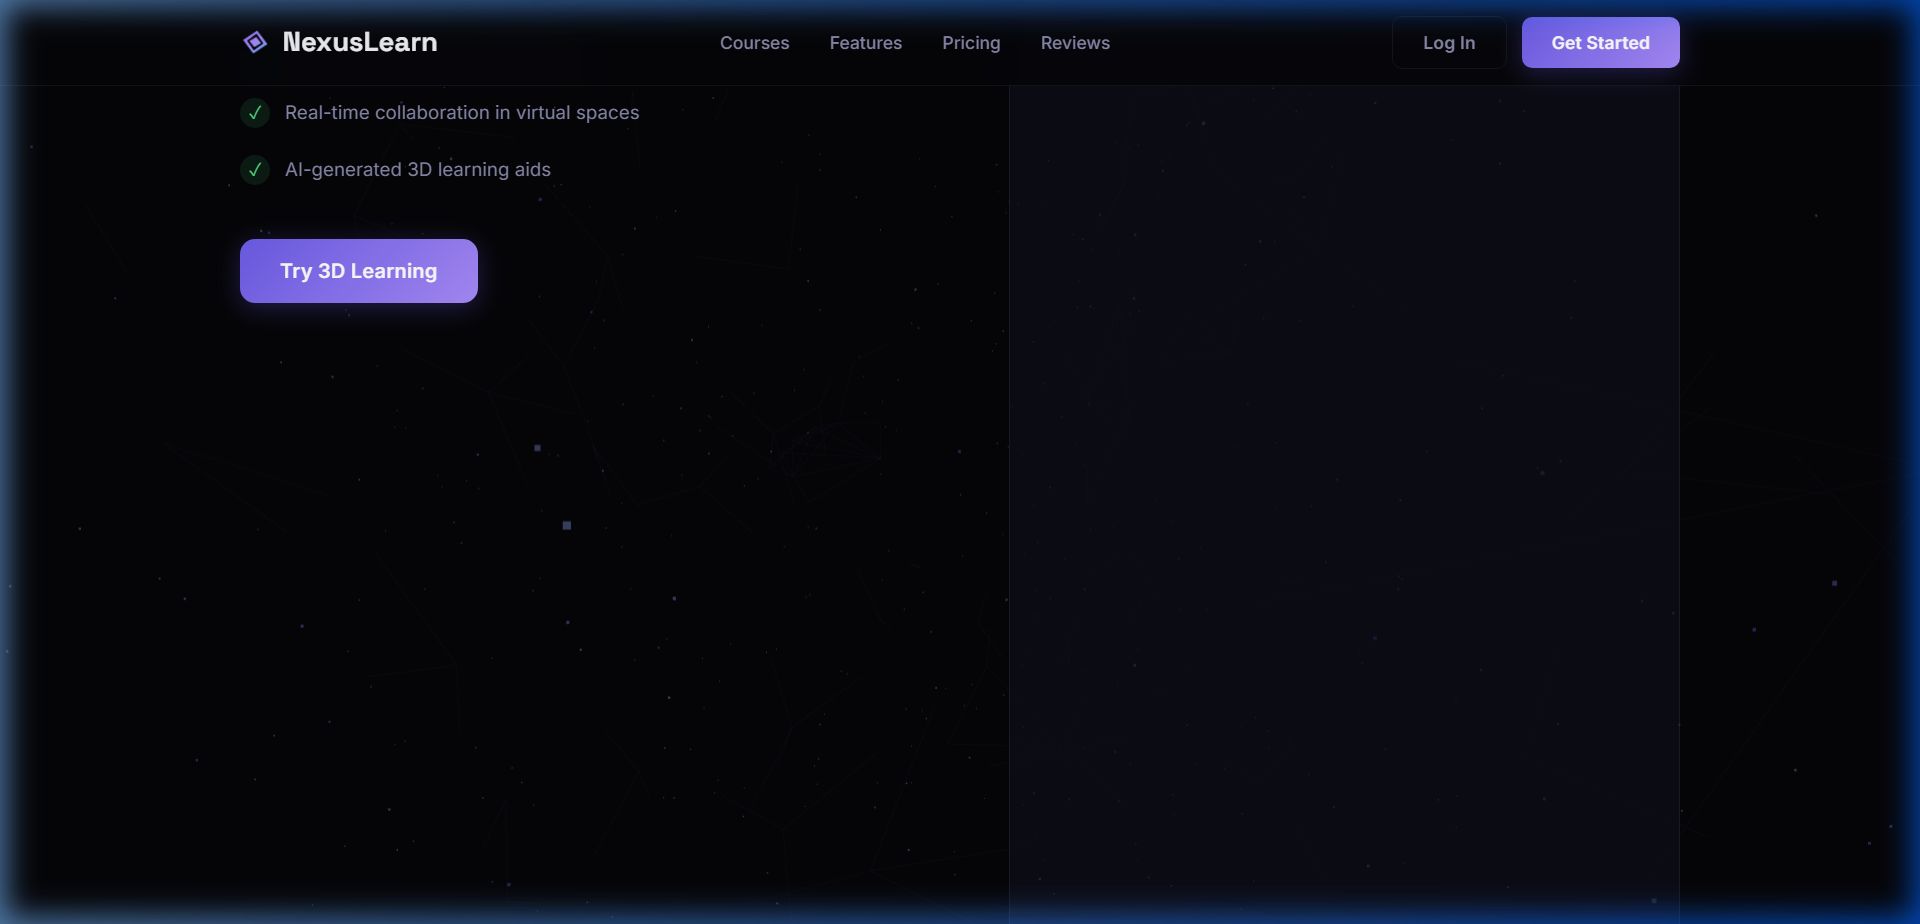 NexusLearn
Courses
Features
Pricing
Reviews
Log In
Get Started
✓ Real-time collaboration in virtual spaces
✓ AI-generated 3D learning aids
Try 3D Learning